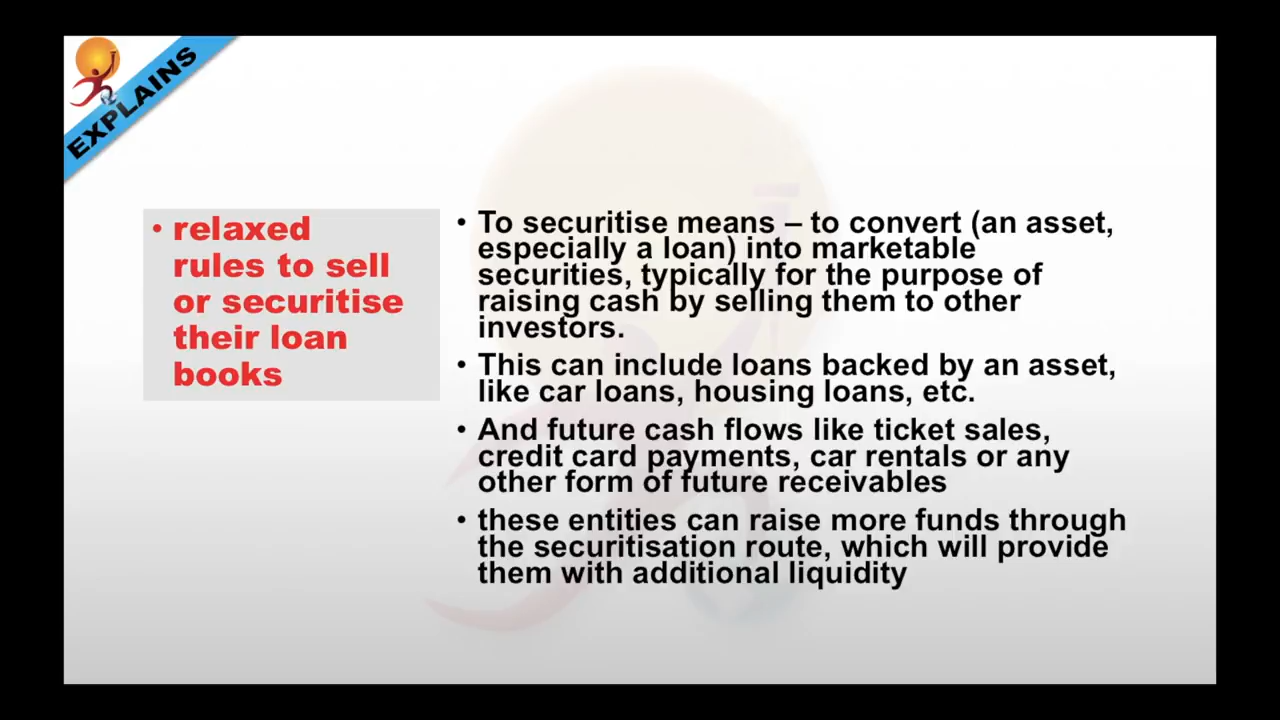 EXPLAINS
• relaxed
rules to sell
or securitise
their loan
books
• To securitise means – to convert (an asset,
especially a loan) into marketable
securities, typically for the purpose of
raising cash by selling them to other
investors.
• This can include loans backed by an asset,
like car loans, housing loans, etc.
• And future cash flows like ticket sales,
credit card payments, car rentals or any
other form of future receivables
• these entities can raise more funds through
the securitisation route, which will provide
them with additional liquidity